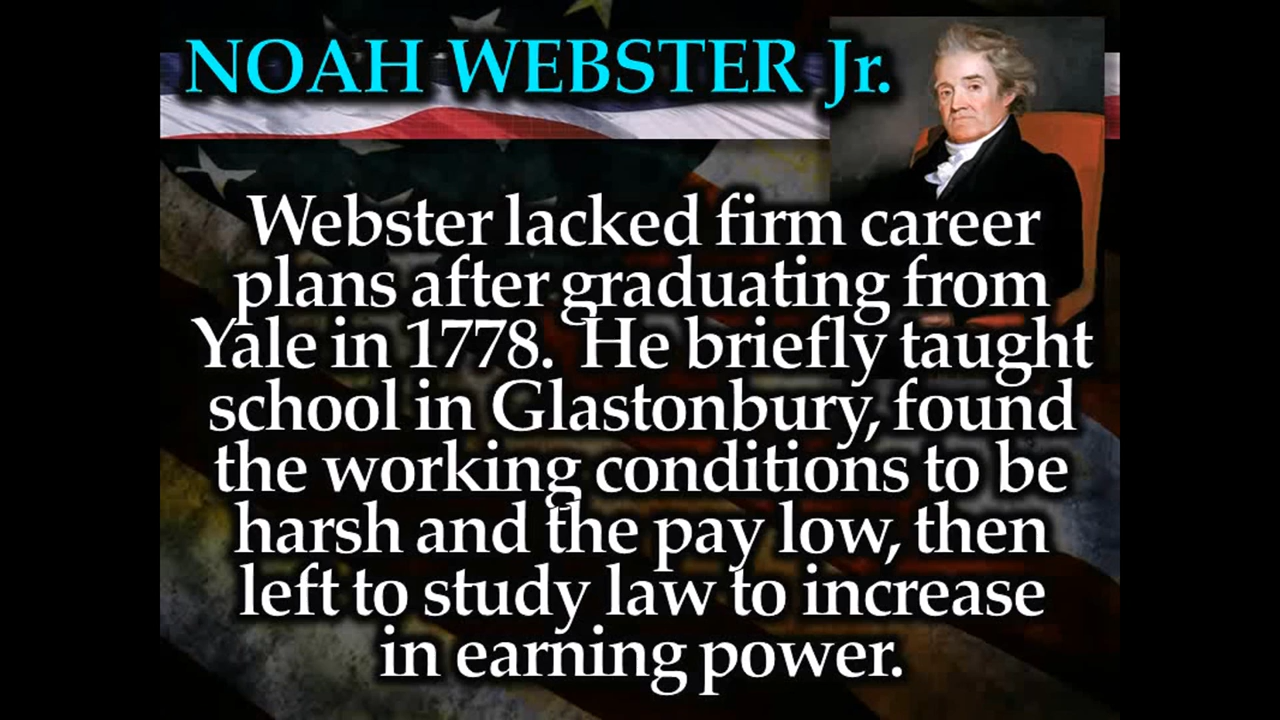 NOAH WEBSTER Jr.
Webster lacked firm career
plans after graduating from
Yale in 1778.  He briefly taught
school in Glastonbury, found
the working conditions to be
harsh and the pay low, then
left to study law to increase
in earning power.